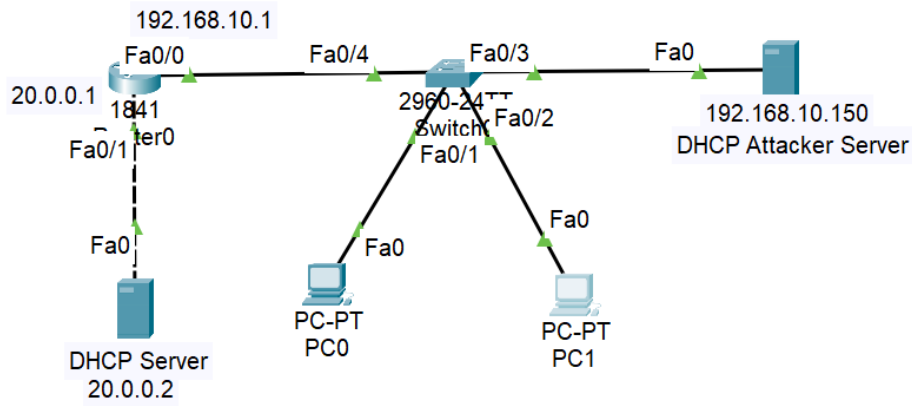 192.168.10.1
Fa0/0
Fa0/4
Fa0/3
Fa0
20.0.0.1
1841
2960-24TT
192.168.10.150
Fa0/2
DHCP Attacker Server
Fa0/1
Fa0/1
Fa0
Fa0
Fa0
PC-PT
PC0
PC-PT
PC1
DHCP Server
20.0.0.2